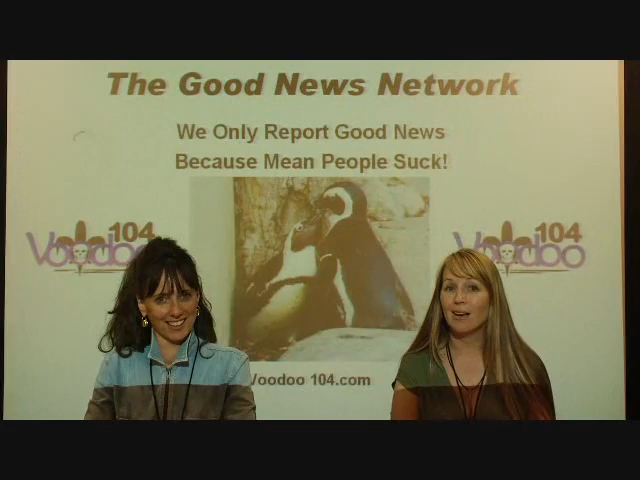 The Good News Network
We Only Report Good News
Because Mean People Suck!
104
Voodoo
104
Voodoo
Voodoo 104.com